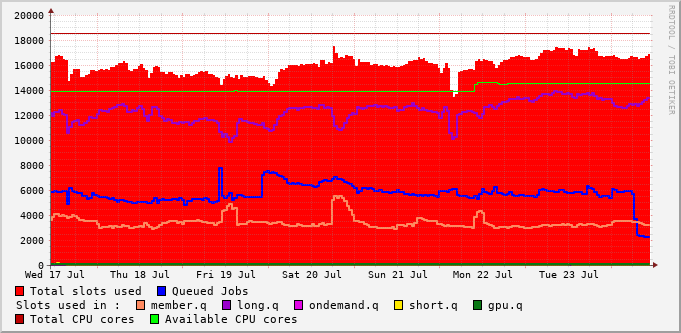 RRDTOOL / TOBI OETIKER
20000
18000
16000
14000
12000
10000
8000
6000
4000
2000
0
Wed 17 Jul Thu 18 Jul Fri 19 Jul Sat 20 Jul Sun 21 Jul Mon 22 Jul Tue 23 Jul
Total slots used Queued Jobs
Slots used in : member.q long.q ondemand.q short.q gpu.q
Total CPU cores Available CPU cores